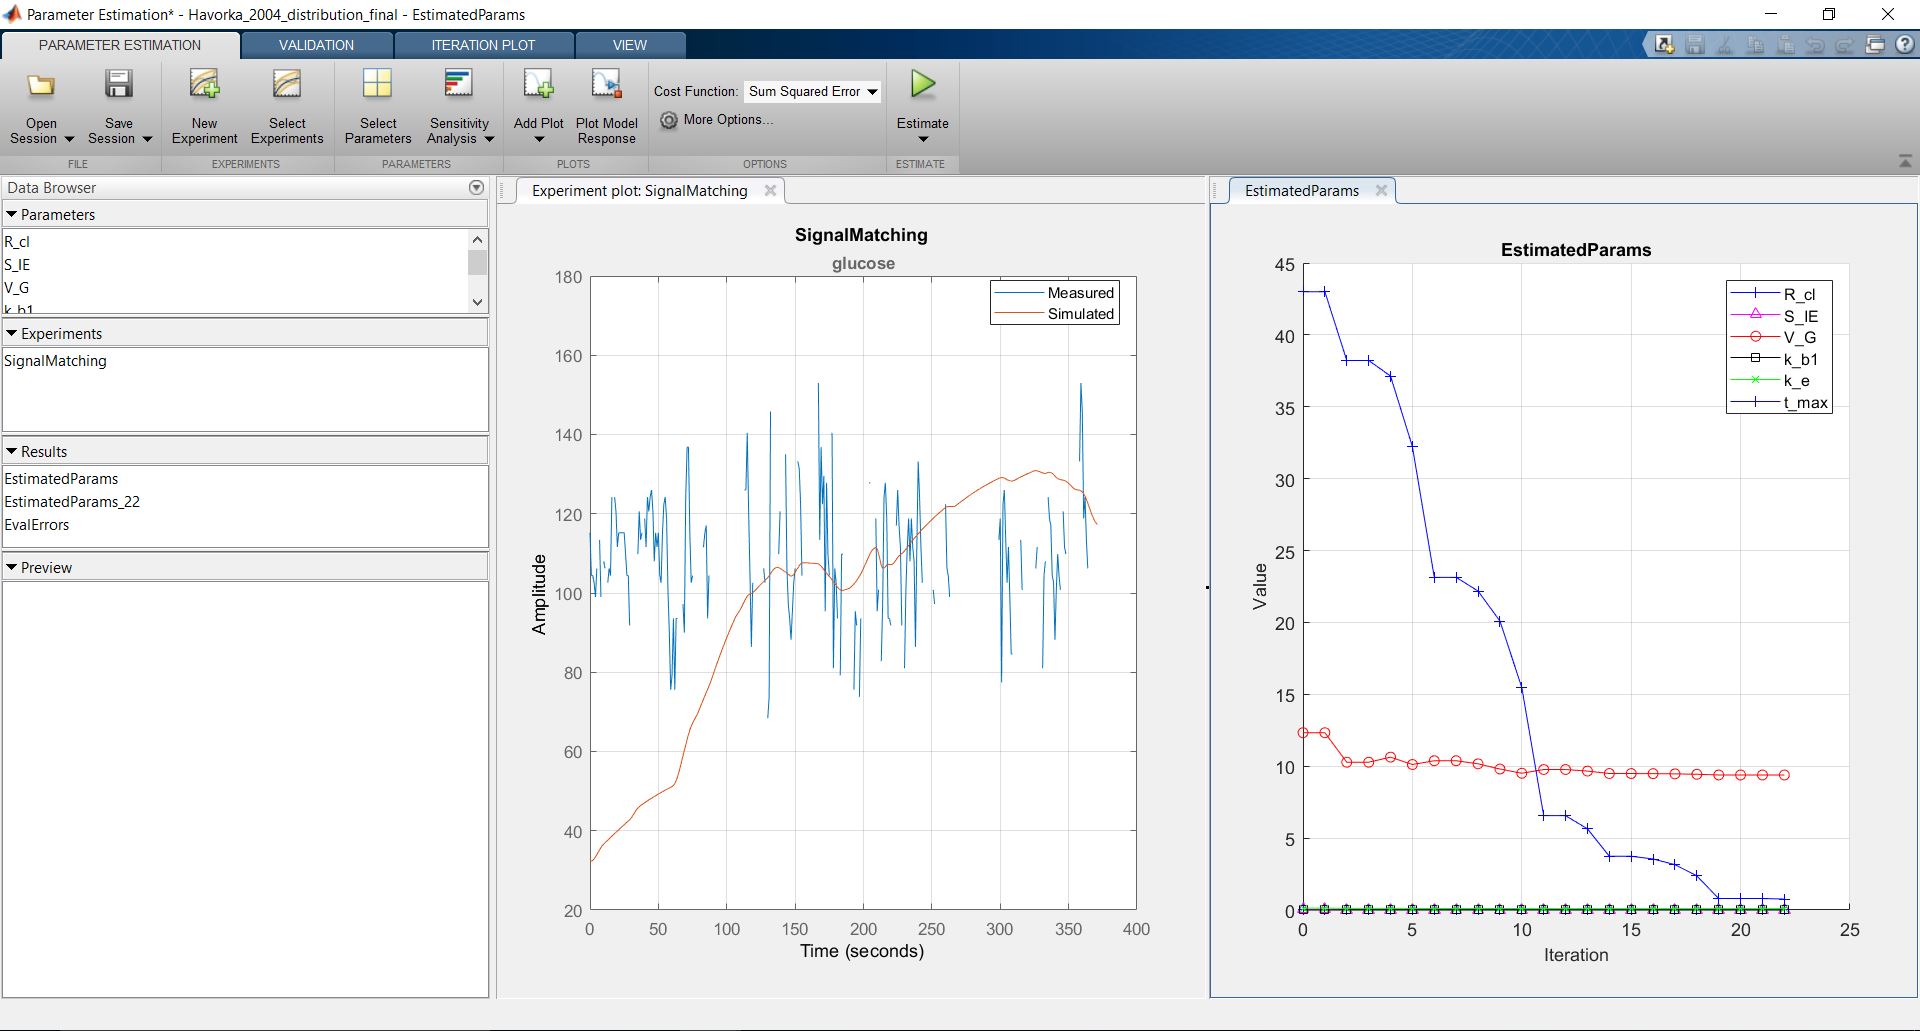 Parameter Estimation* - Havorka_2004_distribution_final - EstimatedParams
PARAMETER ESTIMATION
VALIDATION
ITERATION PLOT
VIEW
Open Session
Save Session
New Experiment
Select Experiments
Select Parameters
Sensitivity Analysis
Add Plot
Plot Model Response
Cost Function: Sum Squared Error
More Options...
Estimate
FILE
EXPERIMENTS
PARAMETERS
PLOTS
OPTIONS
ESTIMATE
Data Browser
Parameters
R_cl
S_IE
V_G
k_b1
Experiments
SignalMatching
Results
EstimatedParams
EstimatedParams_22
EvalErrors
Preview
Experiment plot: SignalMatching
SignalMatching
glucose
Measured
Simulated
180
160
140
120
100
80
60
40
20
Amplitude
0 50 100 150 200 250 300 350 400
Time (seconds)
EstimatedParams
EstimatedParams
R_cl
S_IE
V_G
k_b1
k_e
t_max
45
40
35
30
25
20
15
10
5
0
Value
0 5 10 15 20 25
Iteration